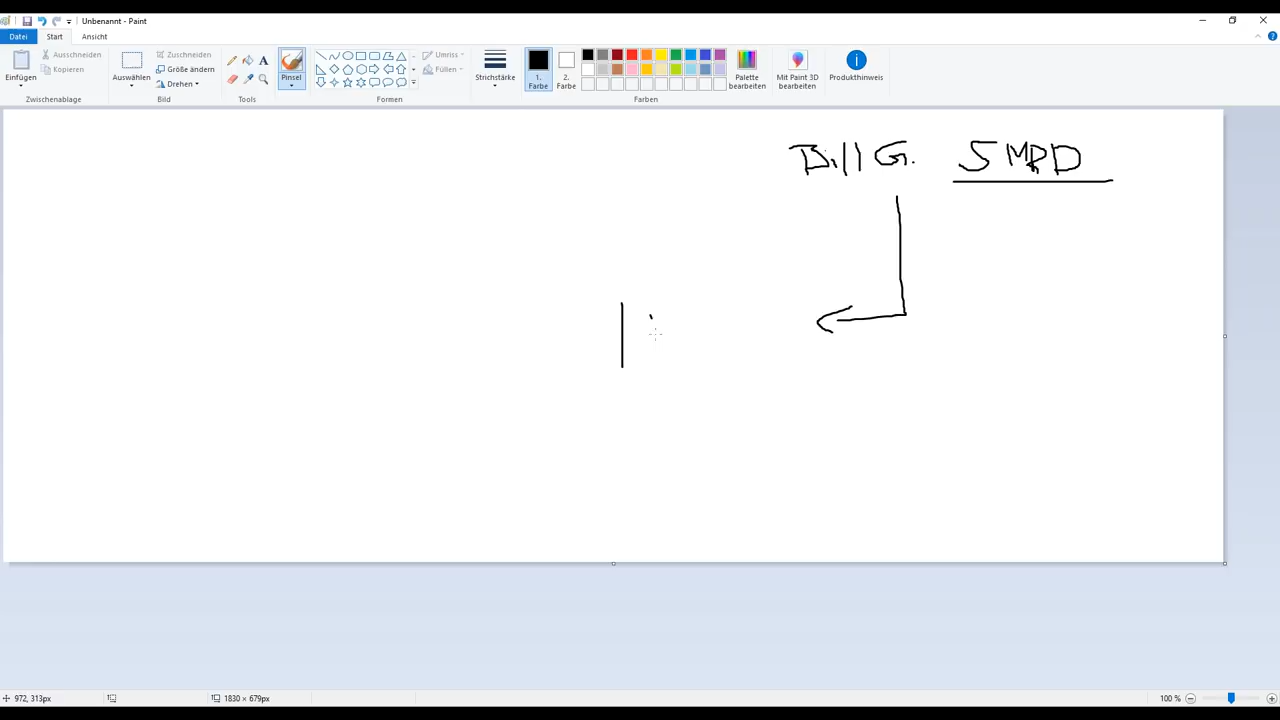 Unbenannt - Paint
Datei Start Ansicht
Einfügen
Ausschneiden
Kopieren
Zwischenablage
Auswählen
Zuschneiden
Größe ändern
Drehen
Bild
A
Tools
Pinsel
Formen
Umriss
Füllen
Strichstärke
1.
Farbe
2.
Farbe
Farben
Palette
bearbeiten
Mit Paint 3D
bearbeiten
Produkthinweis
Bill G.
972, 313px 1830 × 679px 100 %